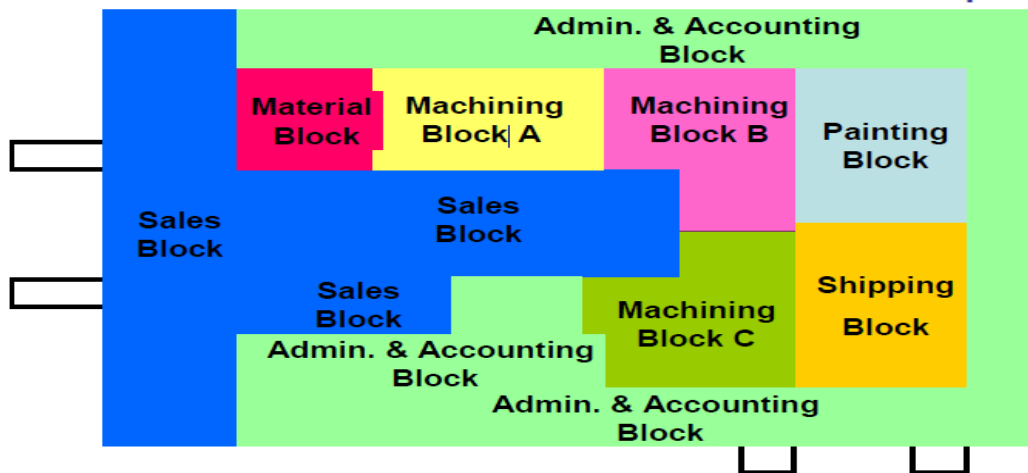 Admin. & Accounting
Block
Material
Block
Machining
Block A
Machining
Block B
Painting
Block
Sales
Block
Sales
Block
Sales
Block
Machining
Block C
Shipping
Block
Admin. & Accounting
Block
Admin. & Accounting
Block